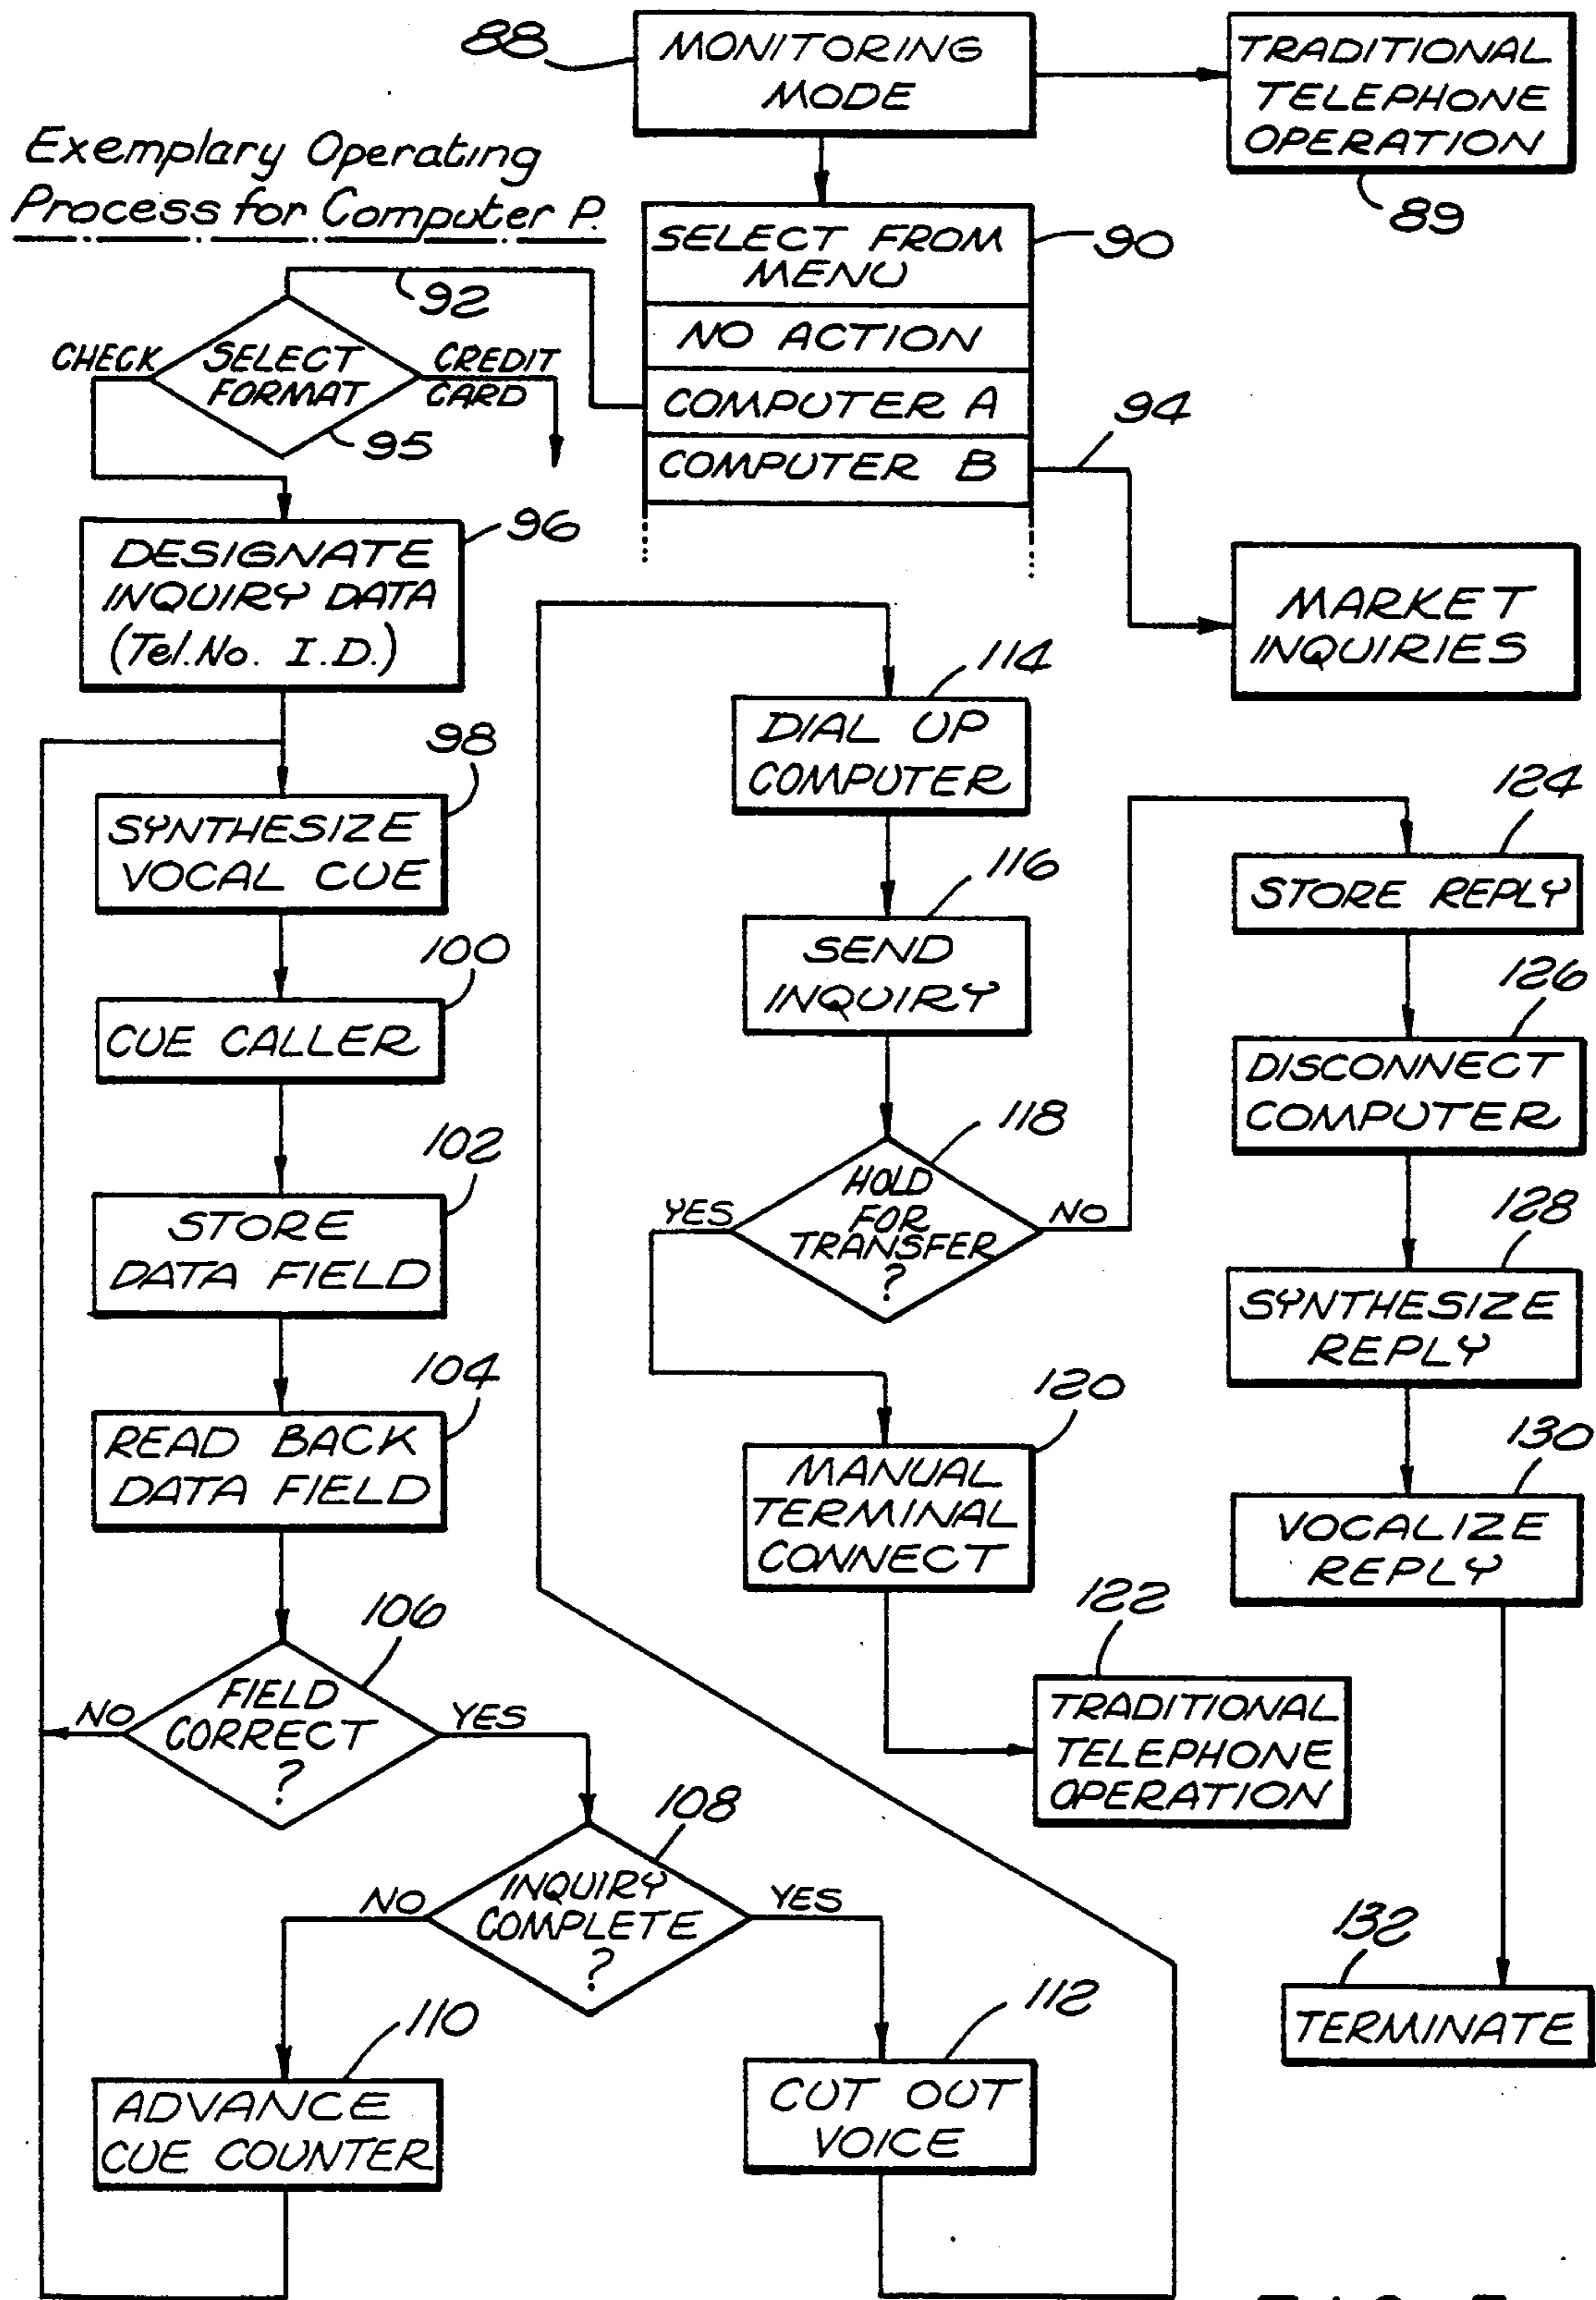 88
MONITORING
MODE
TRADITIONAL
TELEPHONE
OPERATION
89
Exemplary Operating
Process for Computer P.
SELECT FROM
MENU
90
NO ACTION
COMPUTER A
COMPUTER B
92
94
CHECK
SELECT
FORMAT
CREDIT
CARD
95
DESIGNATE
INQUIRY DATA
(Tel.No. I.D.)
96
MARKET
INQUIRIES
98
SYNTHESIZE
VOCAL CUE
100
CUE CALLER
102
STORE
DATA FIELD
104
READ BACK
DATA FIELD
106
FIELD
CORRECT
?
NO
YES
108
INQUIRY
COMPLETE
?
NO
YES
110
ADVANCE
CUE COUNTER
112
CUT OUT
VOICE
114
DIAL UP
COMPUTER
116
SEND
INQUIRY
118
HOLD
FOR
TRANSFER
?
YES
NO
120
MANUAL
TERMINAL
CONNECT
122
TRADITIONAL
TELEPHONE
OPERATION
124
STORE REPLY
126
DISCONNECT
COMPUTER
128
SYNTHESIZE
REPLY
130
VOCALIZE
REPLY
132
TERMINATE